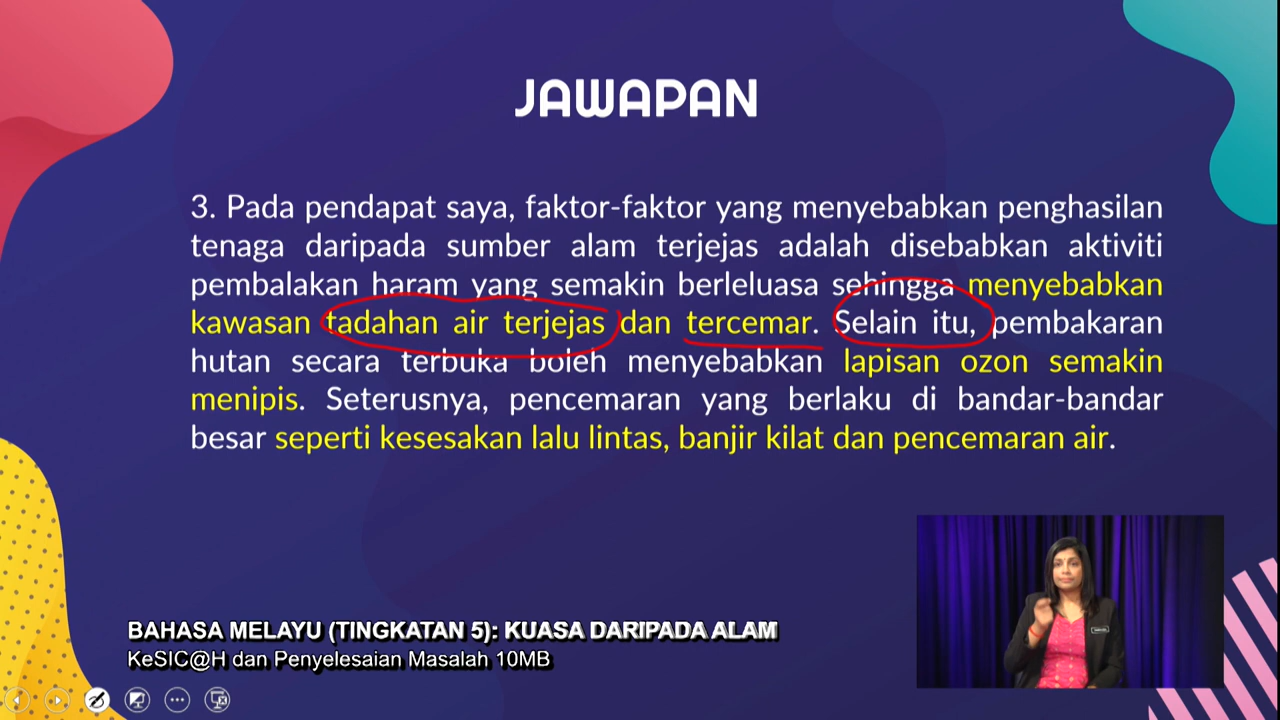 JAWAPAN
3. Pada pendapat saya, faktor-faktor yang menyebabkan penghasilan
tenaga daripada sumber alam terjejas adalah disebabkan aktiviti
pembalakan haram yang semakin berleluasa sehingga menyebabkan
kawasan tadahan air terjejas dan tercemar. Selain itu, pembakaran
hutan secara terbuka boleh menyebabkan lapisan ozon semakin
menipis. Seterusnya, pencemaran yang berlaku di bandar-bandar
besar seperti kesesakan lalu lintas, banjir kilat dan pencemaran air.
BAHASA MELAYU (TINGKATAN 5): KUASA DARIPADA ALAM
KeSIC@H dan Penyelesaian Masalah 10MB